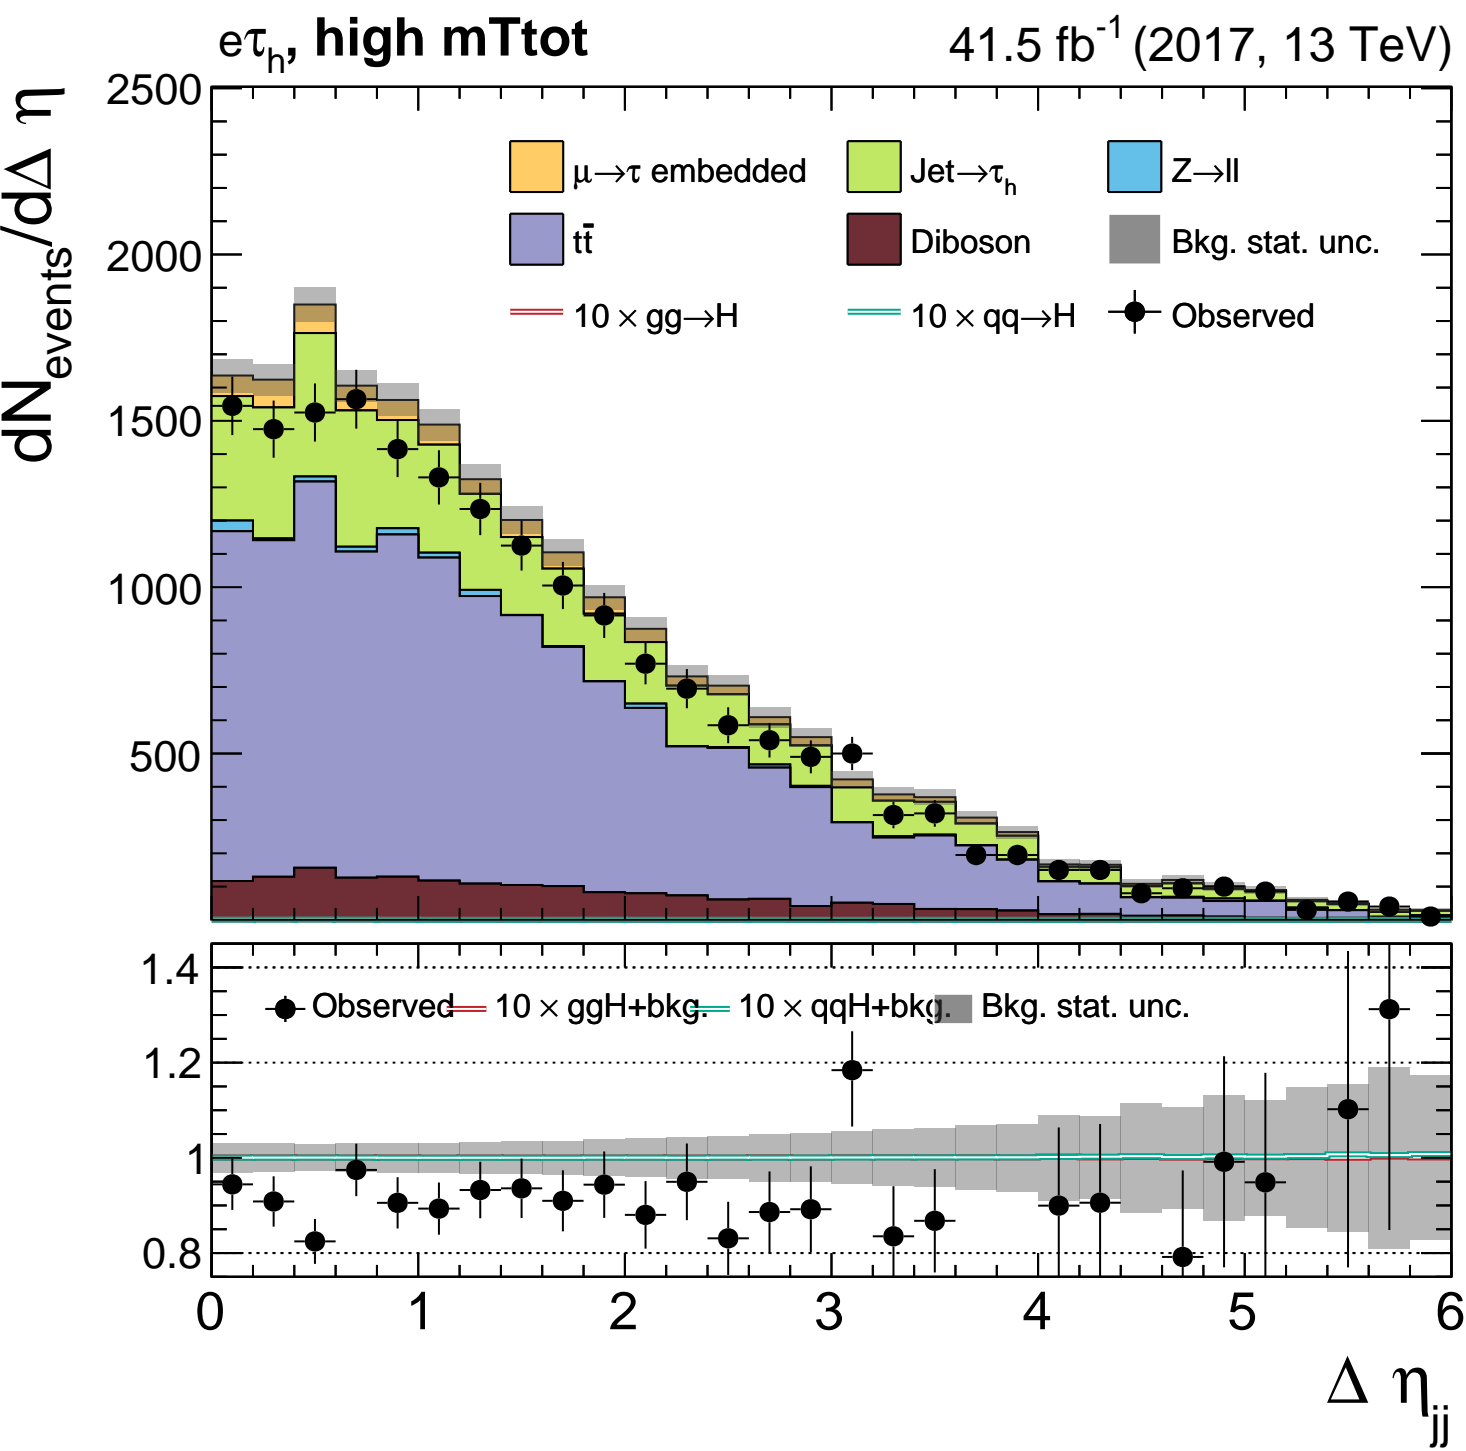 eτh, high mTtot 41.5 fb-1 (2017, 13 TeV)
dNevents/dΔ η
2500
2000
1500
1000
500
μ→τ embedded Jet→τh Z→ll
tt̄ Diboson Bkg. stat. unc.
10 × gg→H 10 × qq→H Observed
1.4
1.2
1
0.8
Observed 10 × ggH+bkg. 10 × qqH+bkg. Bkg. stat. unc.
0 1 2 3 4 5 6
Δ ηjj